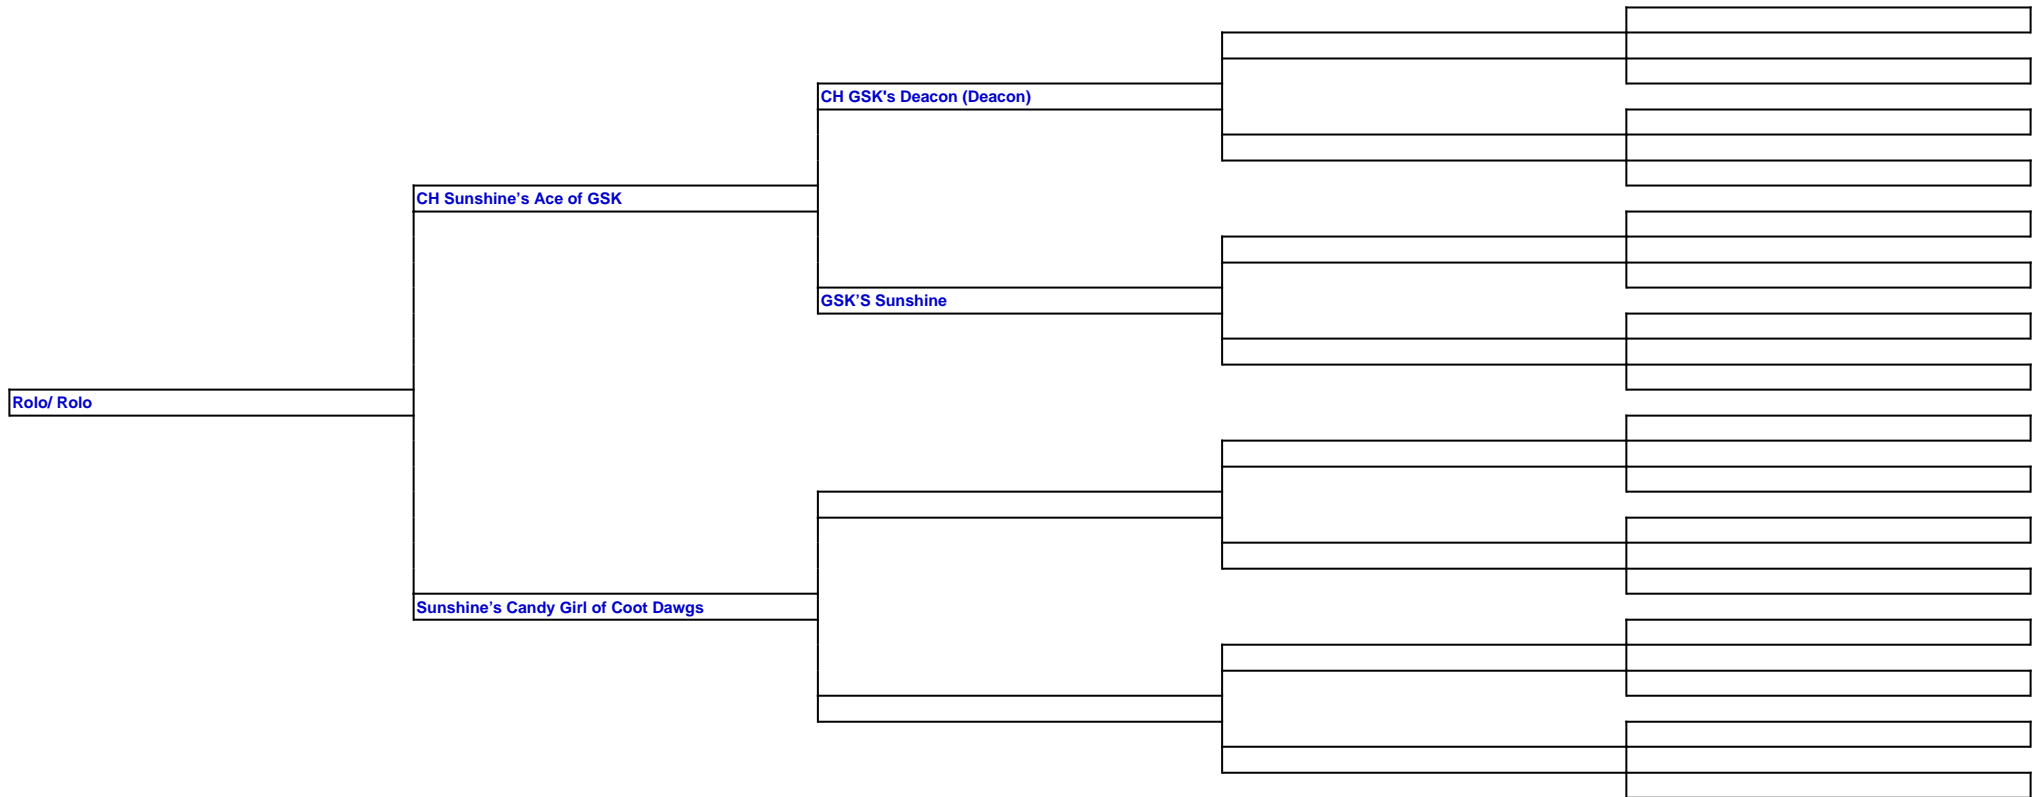 CH GSK's Deacon (Deacon)
CH Sunshine’s Ace of GSK
GSK’S Sunshine
Rolo/ Rolo
Sunshine’s Candy Girl of Coot Dawgs